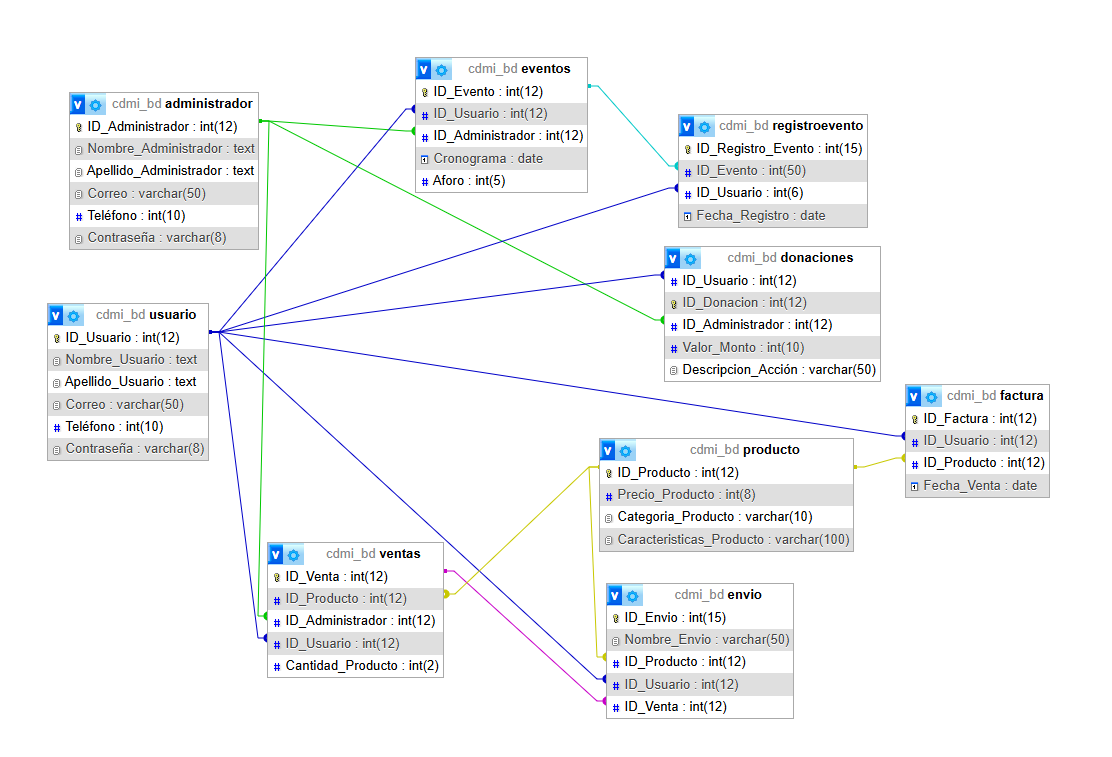 cdmi_bd administrador
ID_Administrador : int(12)
Nombre_Administrador : text
Apellido_Administrador : text
Correo : varchar(50)
Teléfono : int(10)
Contraseña : varchar(8)
cdmi_bd eventos
ID_Evento : int(12)
ID_Usuario : int(12)
ID_Administrador : int(12)
Cronograma : date
Aforo : int(5)
cdmi_bd registroevento
ID_Registro_Evento : int(15)
ID_Evento : int(50)
ID_Usuario : int(6)
Fecha_Registro : date
cdmi_bd donaciones
ID_Usuario : int(12)
ID_Donacion : int(12)
ID_Administrador : int(12)
Valor_Monto : int(10)
Descripcion_Acción : varchar(50)
cdmi_bd usuario
ID_Usuario : int(12)
Nombre_Usuario : text
Apellido_Usuario : text
Correo : varchar(50)
Teléfono : int(10)
Contraseña : varchar(8)
cdmi_bd factura
ID_Factura : int(12)
ID_Usuario : int(12)
ID_Producto : int(12)
Fecha_Venta : date
cdmi_bd producto
ID_Producto : int(12)
Precio_Producto : int(8)
Categoria_Producto : varchar(10)
Caracteristicas_Producto : varchar(100)
cdmi_bd ventas
ID_Venta : int(12)
ID_Producto : int(12)
ID_Administrador : int(12)
ID_Usuario : int(12)
Cantidad_Producto : int(2)
cdmi_bd envio
ID_Envio : int(15)
Nombre_Envio : varchar(50)
ID_Producto : int(12)
ID_Usuario : int(12)
ID_Venta : int(12)